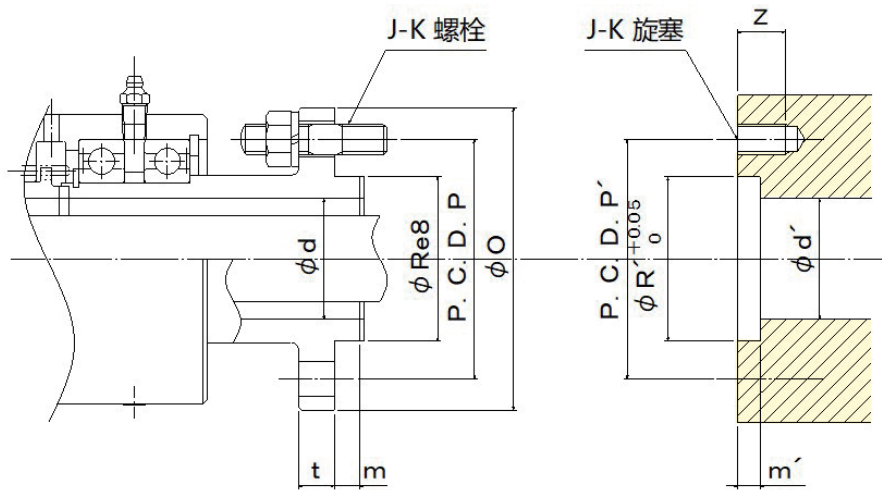 J-K 螺栓
J-K 旋塞
z
φd
φRe8
P. C. D. P
φO
P. C. D. P´
φR´+0.05 0
φd´
t
m
m´